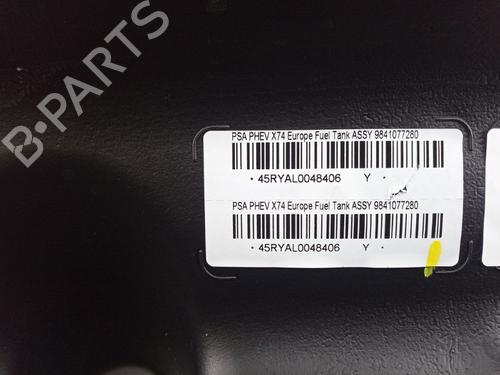 B-PARTS
PSA PHEV X74 Europe Fuel Tank ASSY 9841077280
* 45RYAL0048406 Y *
PSA PHEV X74 Europe Fuel Tank ASSY 9841077280
* 45RYAL0048406 Y *